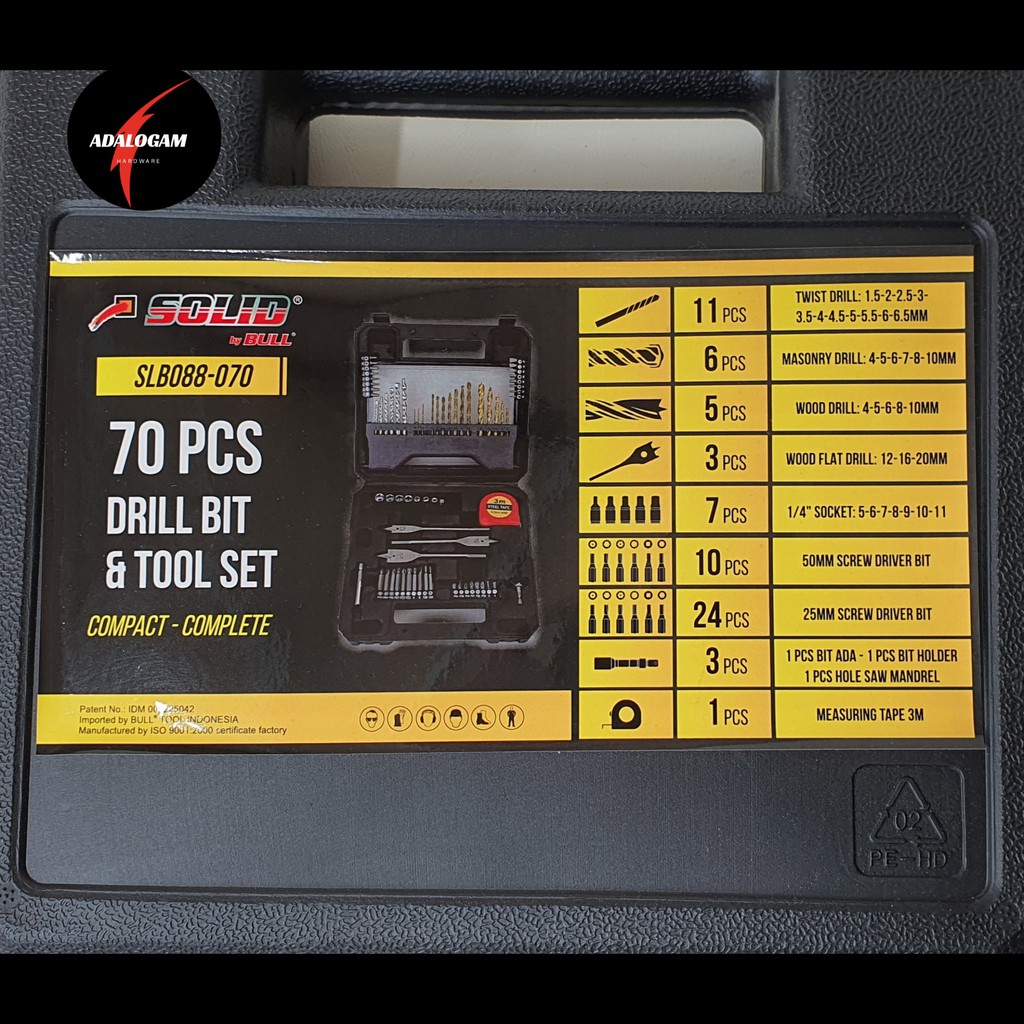 ADALOGAM
HARDWARE
SOLID®
by BULL®
SLB088-070
70 PCS
DRILL BIT
& TOOL SET
COMPACT - COMPLETE
3m
STEEL TAPE
Patent No.: IDM
Imported by BULL® TOOL INDONESIA
Manufactured by ISO 9001:2000 certificate factory
11 PCS
TWIST DRILL: 1.5-2-2.5-3-
3.5-4-4.5-5-5.5-6-6.5MM
6 PCS
MASONRY DRILL: 4-5-6-7-8-10MM
5 PCS
WOOD DRILL: 4-5-6-8-10MM
3 PCS
WOOD FLAT DRILL: 12-16-20MM
7 PCS
1/4" SOCKET: 5-6-7-8-9-10-11
10 PCS
50MM SCREW DRIVER BIT
24 PCS
25MM SCREW DRIVER BIT
3 PCS
1 PCS BIT ADA - 1 PCS BIT HOLDER
1 PCS HOLE SAW MANDREL
1 PCS
MEASURING TAPE 3M
02
PE-HD